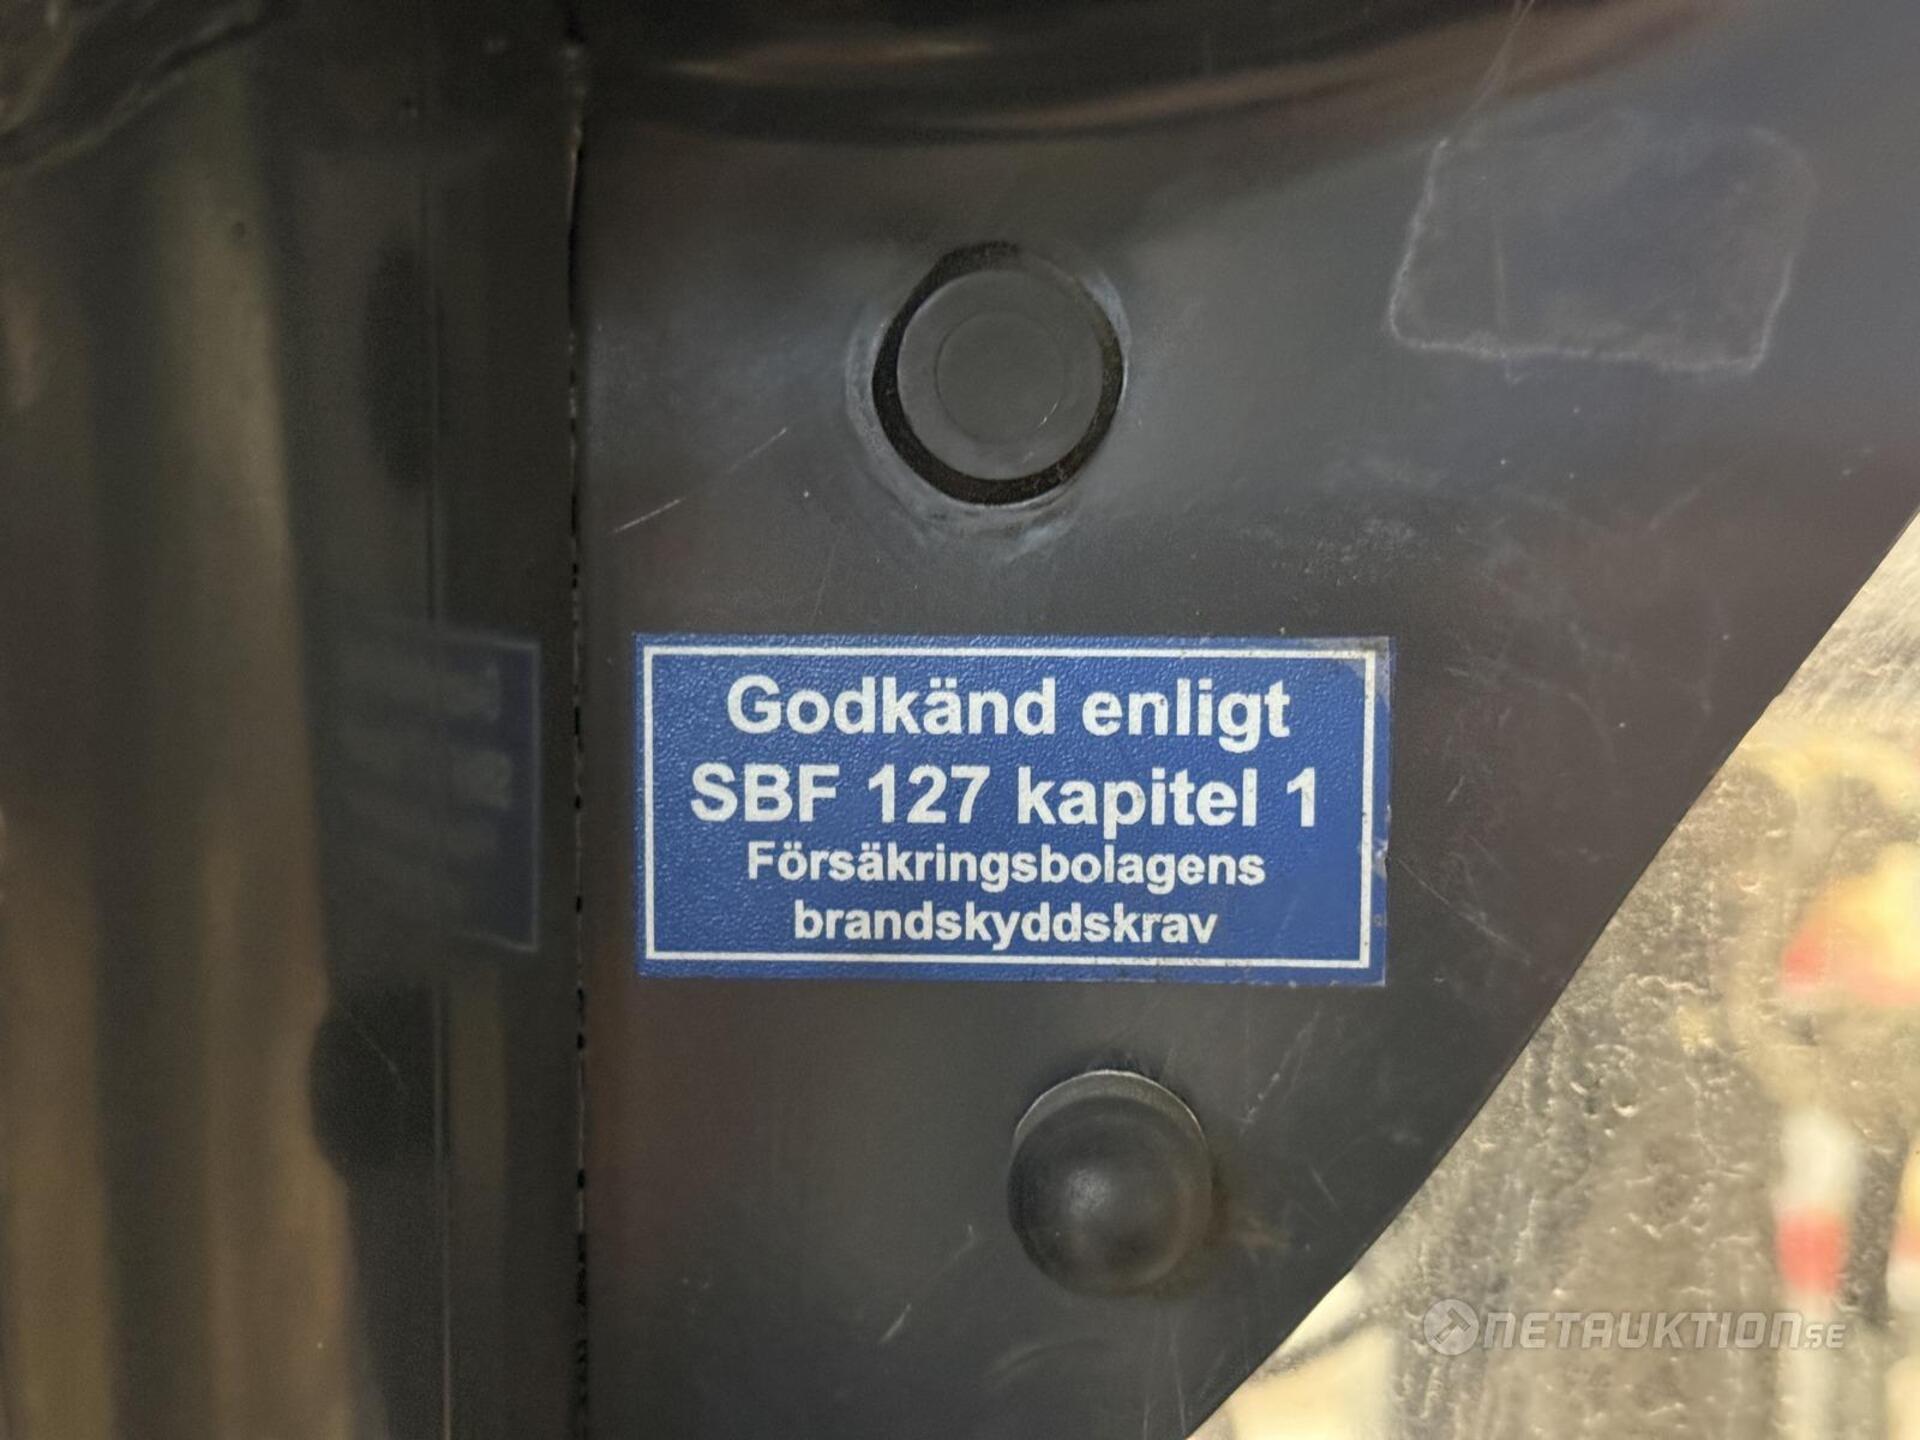 Godkänd enligt
SBF 127 kapitel 1
Försäkringsbolagens
brandskyddskrav
NETAUKTION.SE